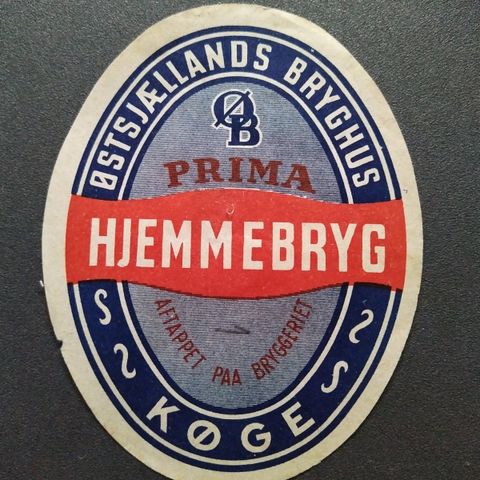 ØSTSJÆLLANDS BRYGHUS
ØB
PRIMA
HJEMMEBRYG
AFTAPPET PAA BRYGGERIET
KØGE